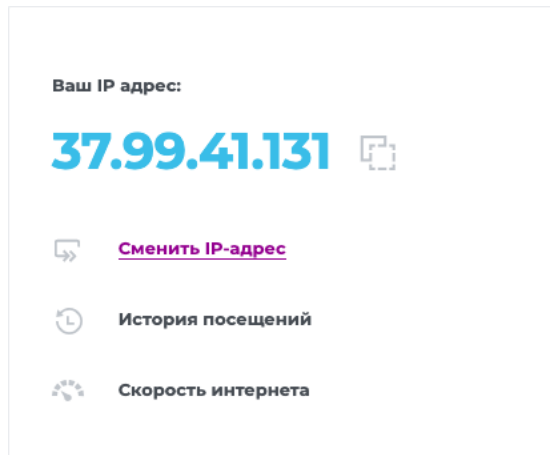 Ваш IP адрес:
37.99.41.131
Сменить IP-адрес
История посещений
Скорость интернета